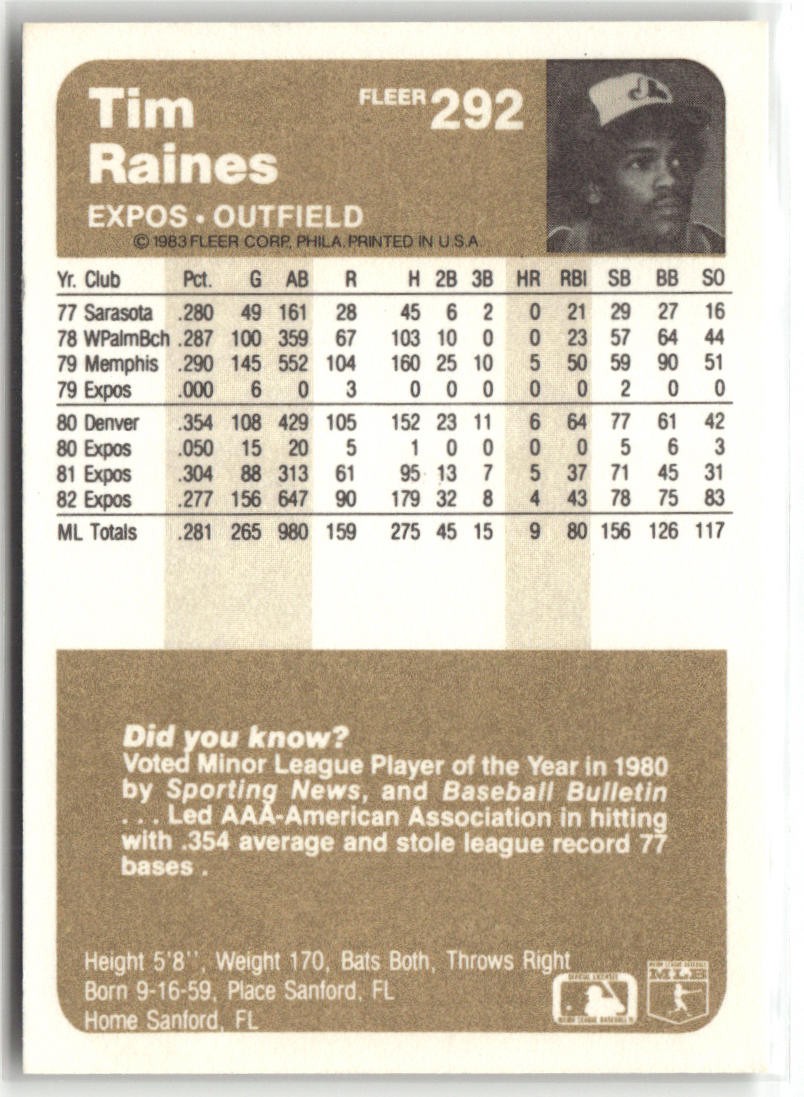 Tim
Raines
FLEER 292
EXPOS • OUTFIELD
© 1983 FLEER CORP., PHILA. PRINTED IN U.S.A.
Yr. Club Pct. G AB R H 2B 3B HR RBI SB BB SO
77 Sarasota .280 49 161 28 45 6 2 0 21 29 27 16
78 WPalmBch .287 100 359 67 103 10 0 0 23 57 64 44
79 Memphis .290 145 552 104 160 25 10 5 50 59 90 51
79 Expos .000 6 0 3 0 0 0 0 0 2 0 0
80 Denver .354 108 429 105 152 23 11 6 64 77 61 42
80 Expos .050 15 20 5 1 0 0 0 0 5 6 3
81 Expos .304 88 313 61 95 13 7 5 37 71 45 31
82 Expos .277 156 647 90 179 32 8 4 43 78 75 83
ML Totals .281 265 980 159 275 45 15 9 80 156 126 117
Did you know?
Voted Minor League Player of the Year in 1980
by Sporting News, and Baseball Bulletin
. . . Led AAA-American Association in hitting
with .354 average and stole league record 77
bases .
Height 5'8'', Weight 170, Bats Both, Throws Right
Born 9-16-59, Place Sanford, FL
Home Sanford, FL
MLB